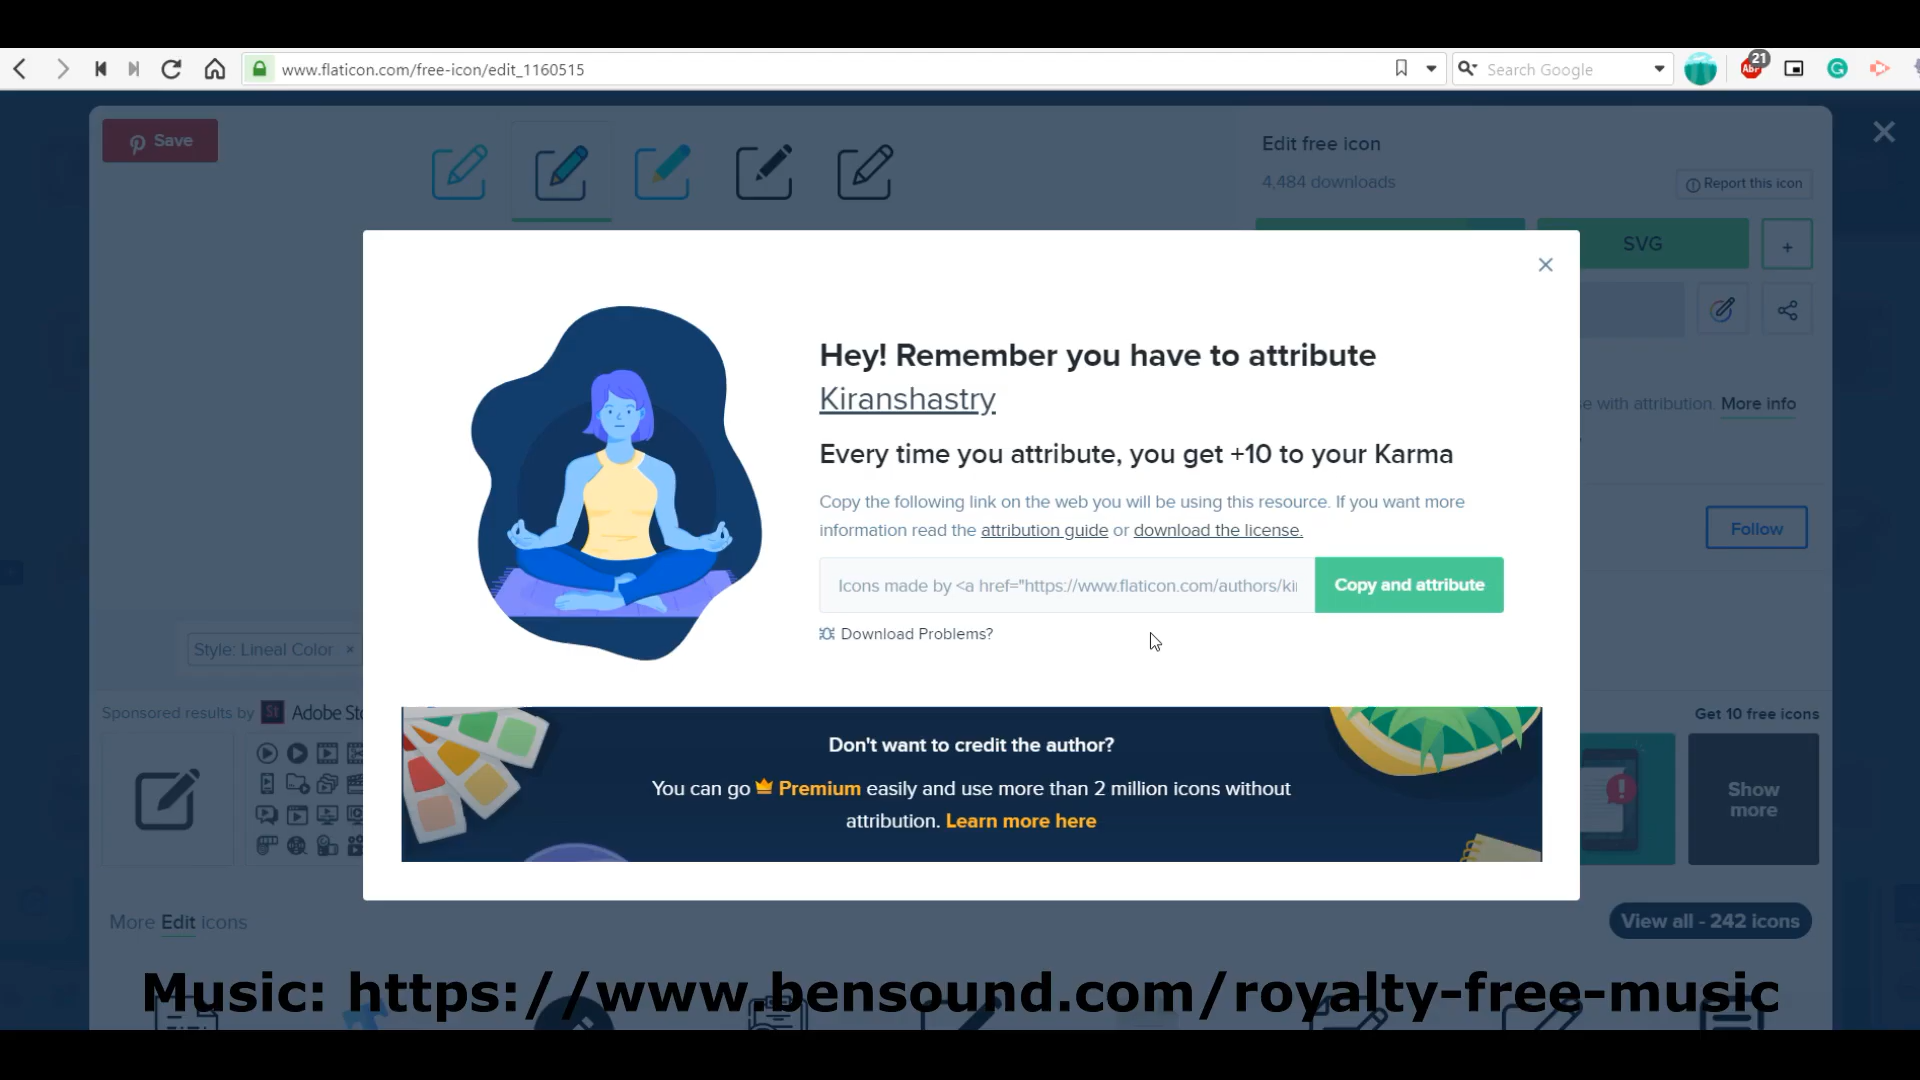 www.flaticon.com/free-icon/edit_1160515
Search Google
21
ABP
Save
Edit free icon
4,484 downloads
Report this icon
SVG
+
Hey! Remember you have to attribute
Kiranshastry
Every time you attribute, you get +10 to your Karma
Copy the following link on the web you will be using this resource. If you want more
information read the attribution guide or download the license.
e with attribution. More info
Follow
Icons made by <a href="https://www.flaticon.com/authors/ki
Copy and attribute
Download Problems?
Style: Lineal Color ×
Sponsored results by St Adobe Sto
Get 10 free icons
Don't want to credit the author?
You can go Premium easily and use more than 2 million icons without
attribution. Learn more here
Show
more
More Edit icons
View all - 242 icons
Music: https://www.bensound.com/royalty-free-music